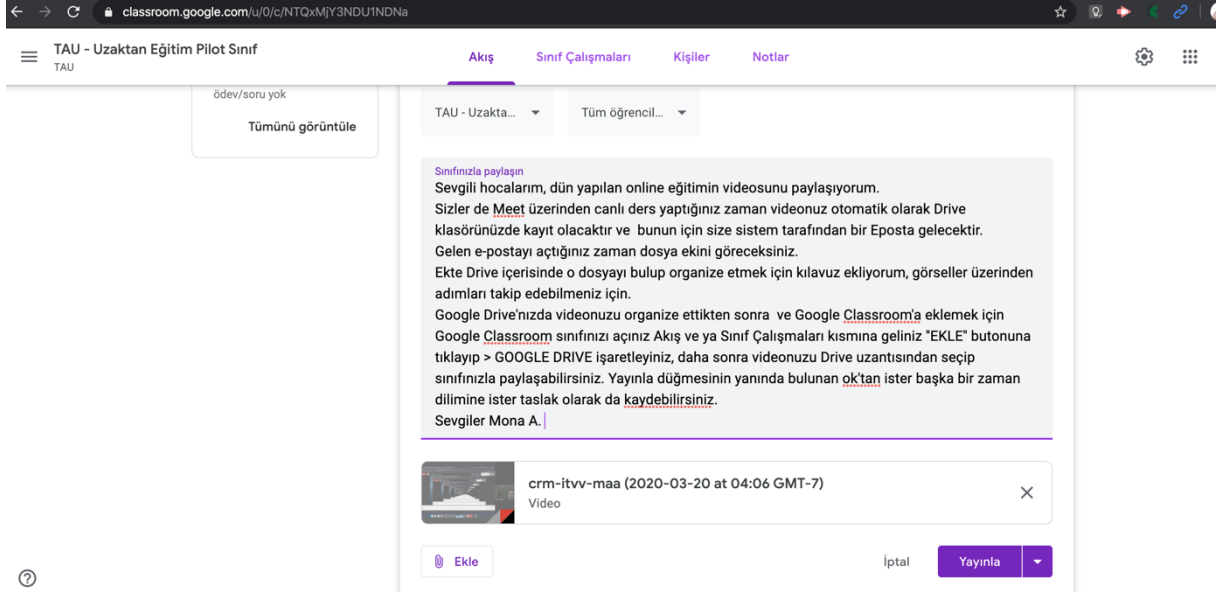 classroom.google.com/u/0/c/NTQxMjY3NDU1NDNa
TAU - Uzaktan Eğitim Pilot Sınıf
TAU
Akış
Sınıf Çalışmaları
Kişiler
Notlar
ödev/soru yok
Tümünü görüntüle
TAU - Uzakta...
Tüm öğrencil...
Sınıfınızla paylaşın
Sevgili hocalarım, dün yapılan online eğitimin videosunu paylaşıyorum.
Sizler de Meet üzerinden canlı ders yaptığınız zaman videonuz otomatik olarak Drive
klasörünüzde kayıt olacaktır ve  bunun için size sistem tarafından bir Eposta gelecektir.
Gelen e-postayı açtığınız zaman dosya ekini göreceksiniz.
Ekte Drive içerisinde o dosyayı bulup organize etmek için kılavuz ekliyorum, görseller üzerinden
adımları takip edebilmeniz için.
Google Drive'nızda videonuzu organize ettikten sonra  ve Google Classroom'a eklemek için
Google Classroom sınıfınızı açınız Akış ve ya Sınıf Çalışmaları kısmına geliniz "EKLE" butonuna
tıklayıp > GOOGLE DRIVE işaretleyiniz, daha sonra videonuzu Drive uzantısından seçip
sınıfınızla paylaşabilirsiniz. Yayınla düğmesinin yanında bulunan ok'tan ister başka bir zaman
dilimine ister taslak olarak da kaydebilirsiniz.
Sevgiler Mona A.
crm-itvv-maa (2020-03-20 at 04:06 GMT-7)
Video
Ekle
İptal
Yayınla